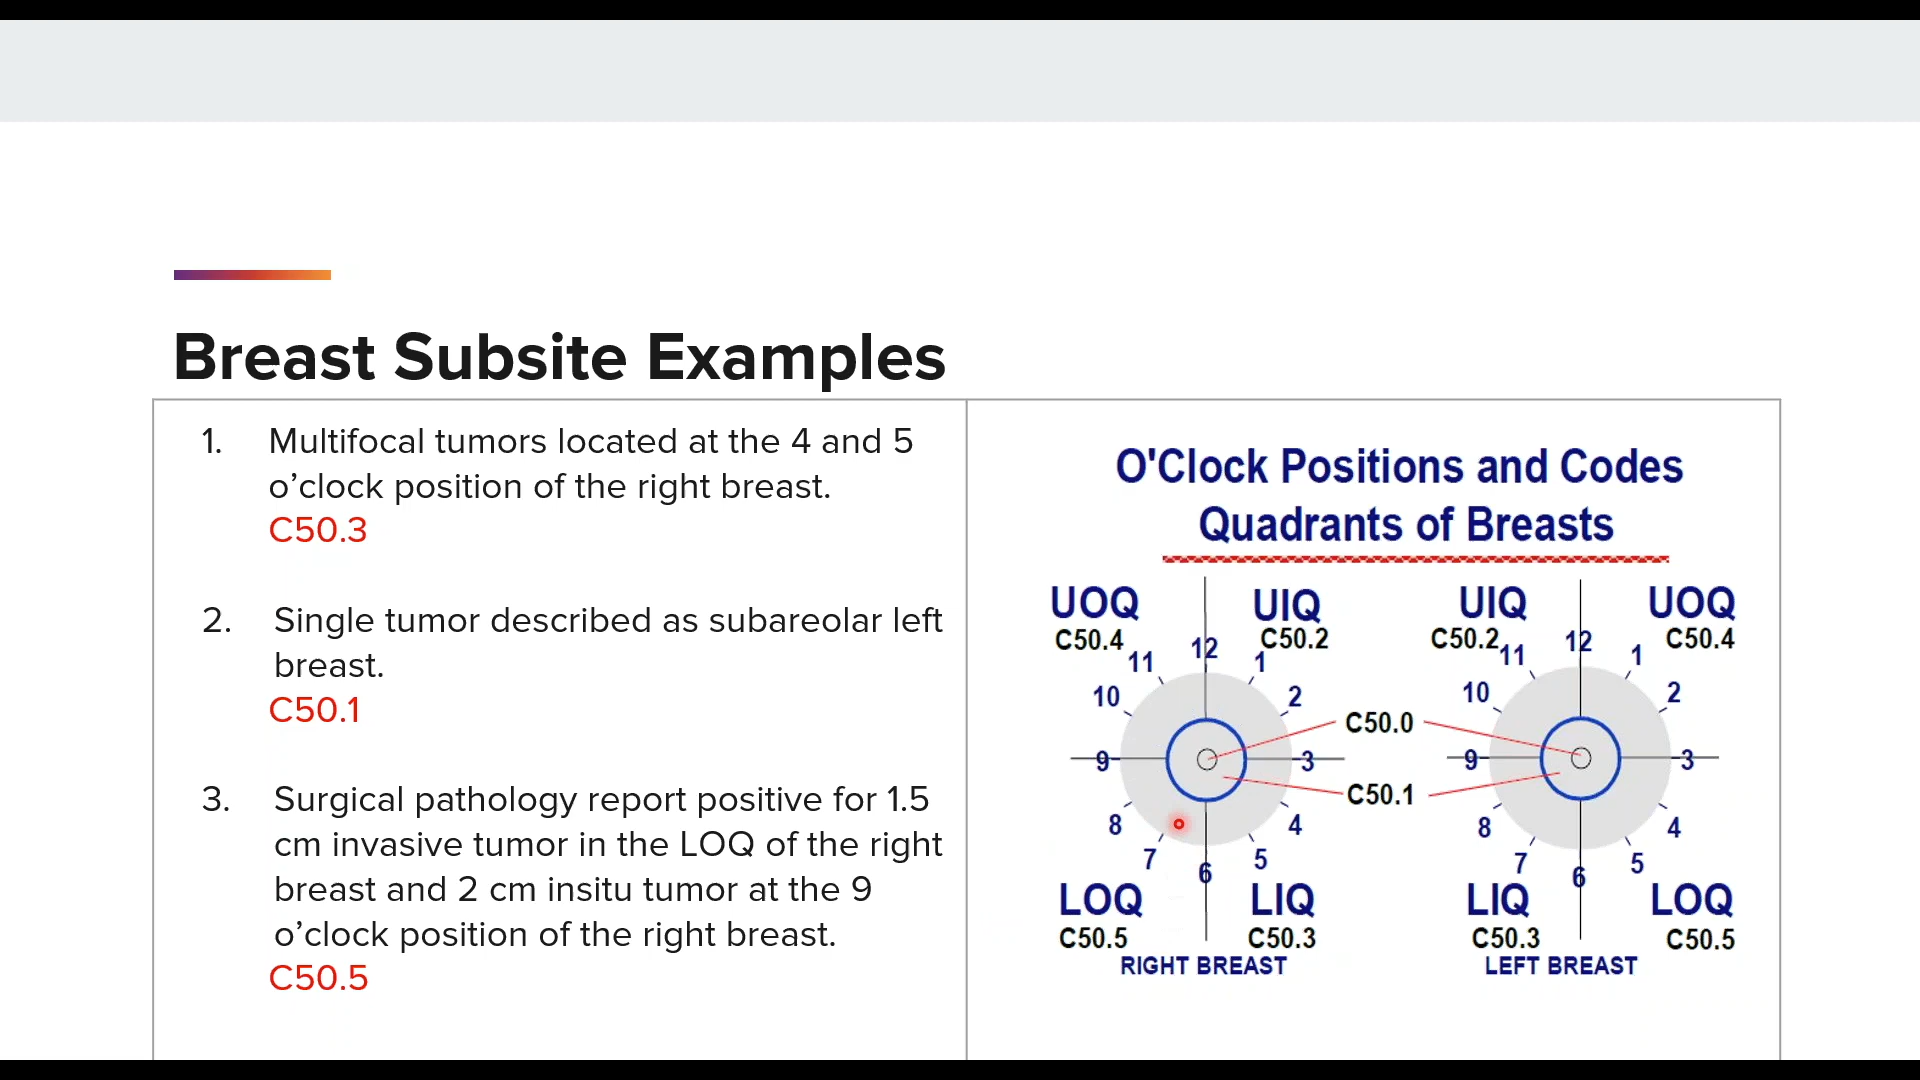 Breast Subsite Examples
1. Multifocal tumors located at the 4 and 5
o’clock position of the right breast.
C50.3
2. Single tumor described as subareolar left
breast.
C50.1
3. Surgical pathology report positive for 1.5
cm invasive tumor in the LOQ of the right
breast and 2 cm insitu tumor at the 9
o’clock position of the right breast.
C50.5
O'Clock Positions and Codes
Quadrants of Breasts
UOQ
C50.4
UIQ
C50.2
12
1
2
3
4
5
6
7
8
9
10
11
LOQ
C50.5
LIQ
C50.3
RIGHT BREAST
C50.0
C50.1
UIQ
C50.2
UOQ
C50.4
12
1
2
3
4
5
6
7
8
9
10
11
LIQ
C50.3
LOQ
C50.5
LEFT BREAST